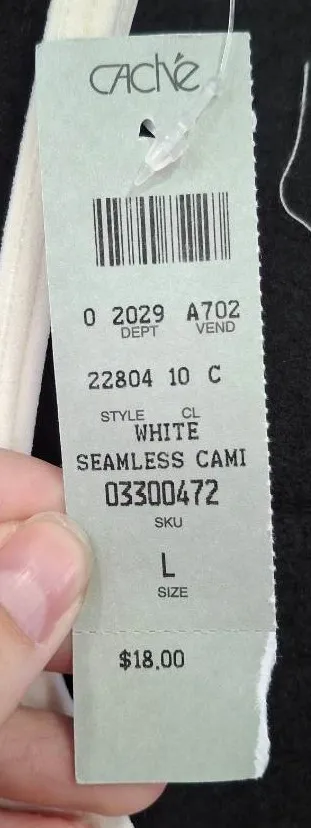 Caché
0 2029 A702
DEPT VEND
22804 10 C
STYLE CL
WHITE
SEAMLESS CAMI
03300472
SKU
L
SIZE
$18.00